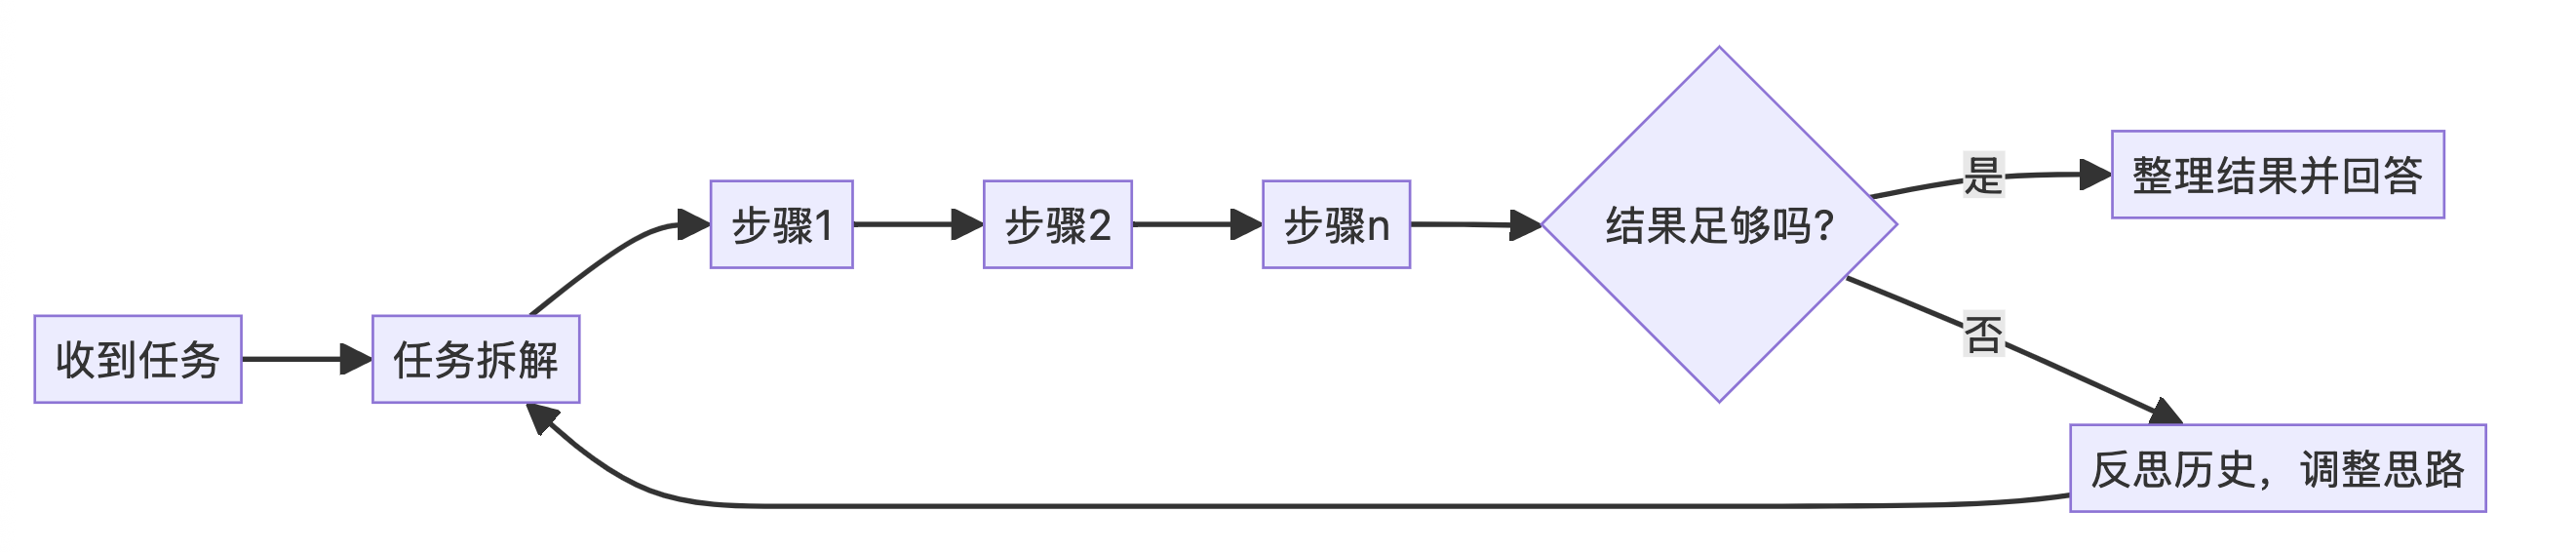 收到任务
任务拆解
步骤1
步骤2
步骤n
结果足够吗?
是
整理结果并回答
否
反思历史，调整思路